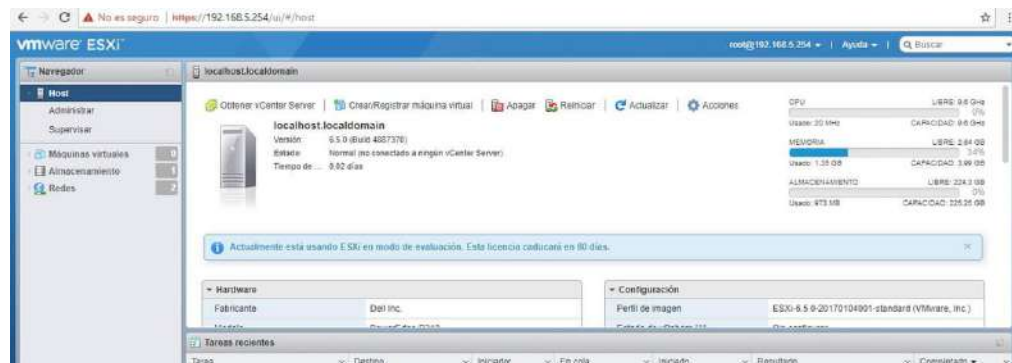 No es seguro | https://192.168.5.254/ui/#/host
vmware ESXi™
root@192.168.5.254 | Ayuda | Buscar
Navegador
localhost.localdomain
Host
Administrar
Supervisar
Máquinas virtuales 0
Almacenamiento 1
Redes 2
Obtener vCenter Server | Crear/Registrar máquina virtual | Apagar Reiniciar | Actualizar | Acciones
localhost.localdomain
Versión: 6.5.0 (Build 4887370)
Estado: Normal (no conectado a ningún vCenter Server)
Tiempo de ... 0,02 días
CPU LIBRE: 9.6 GHz
0%
Usado: 20 MHz CAPACIDAD: 9.6 GHz
MEMORIA LIBRE: 2.64 GB
34%
Usado: 1.35 GB CAPACIDAD: 3.99 GB
ALMACENAMIENTO LIBRE: 224.3 GB
0%
Usado: 973 MB CAPACIDAD: 225.25 GB
Actualmente está usando ESXi en modo de evaluación. Esta licencia caducará en 60 días.
Hardware
Fabricante Dell Inc.
Configuración
Perfil de imagen ESXi-6.5.0-20170104001-standard (VMware, Inc.)
Tareas recientes
Tarea Destino Iniciador En cola Iniciado Resultado Completado